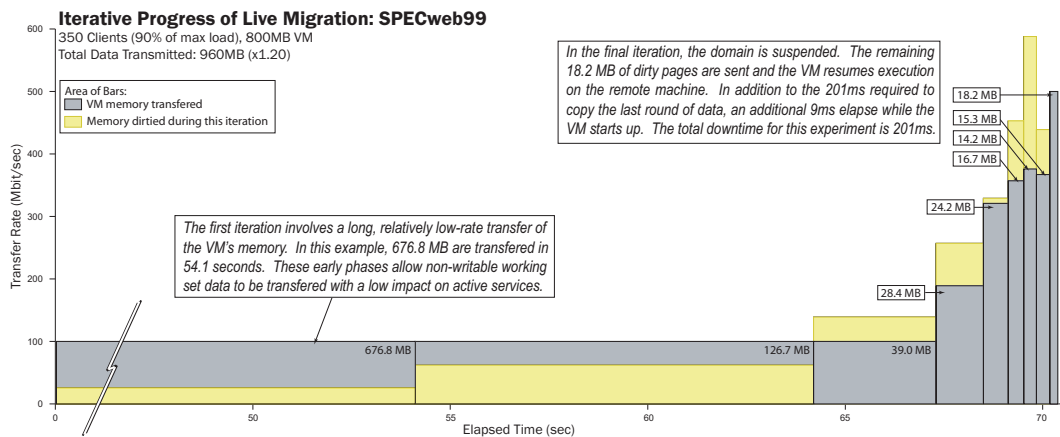 Iterative Progress of Live Migration: SPECweb99
350 Clients (90% of max load), 800MB VM
Total Data Transmitted: 960MB (x1.20)
Area of Bars:
VM memory transfered
Memory dirtied during this iteration
In the final iteration, the domain is suspended. The remaining
18.2 MB of dirty pages are sent and the VM resumes execution
on the remote machine. In addition to the 201ms required to
copy the last round of data, an additional 9ms elapse while the
VM starts up. The total downtime for this experiment is 201ms.
The first iteration involves a long, relatively low-rate transfer of
the VM's memory. In this example, 676.8 MB are transfered in
54.1 seconds. These early phases allow non-writable working
set data to be transfered with a low impact on active services.
18.2 MB
15.3 MB
14.2 MB
16.7 MB
24.2 MB
28.4 MB
676.8 MB
126.7 MB
39.0 MB
Transfer Rate (Mbit/sec)
600
500
400
300
200
100
0
0
50
55
60
65
70
Elapsed Time (sec)